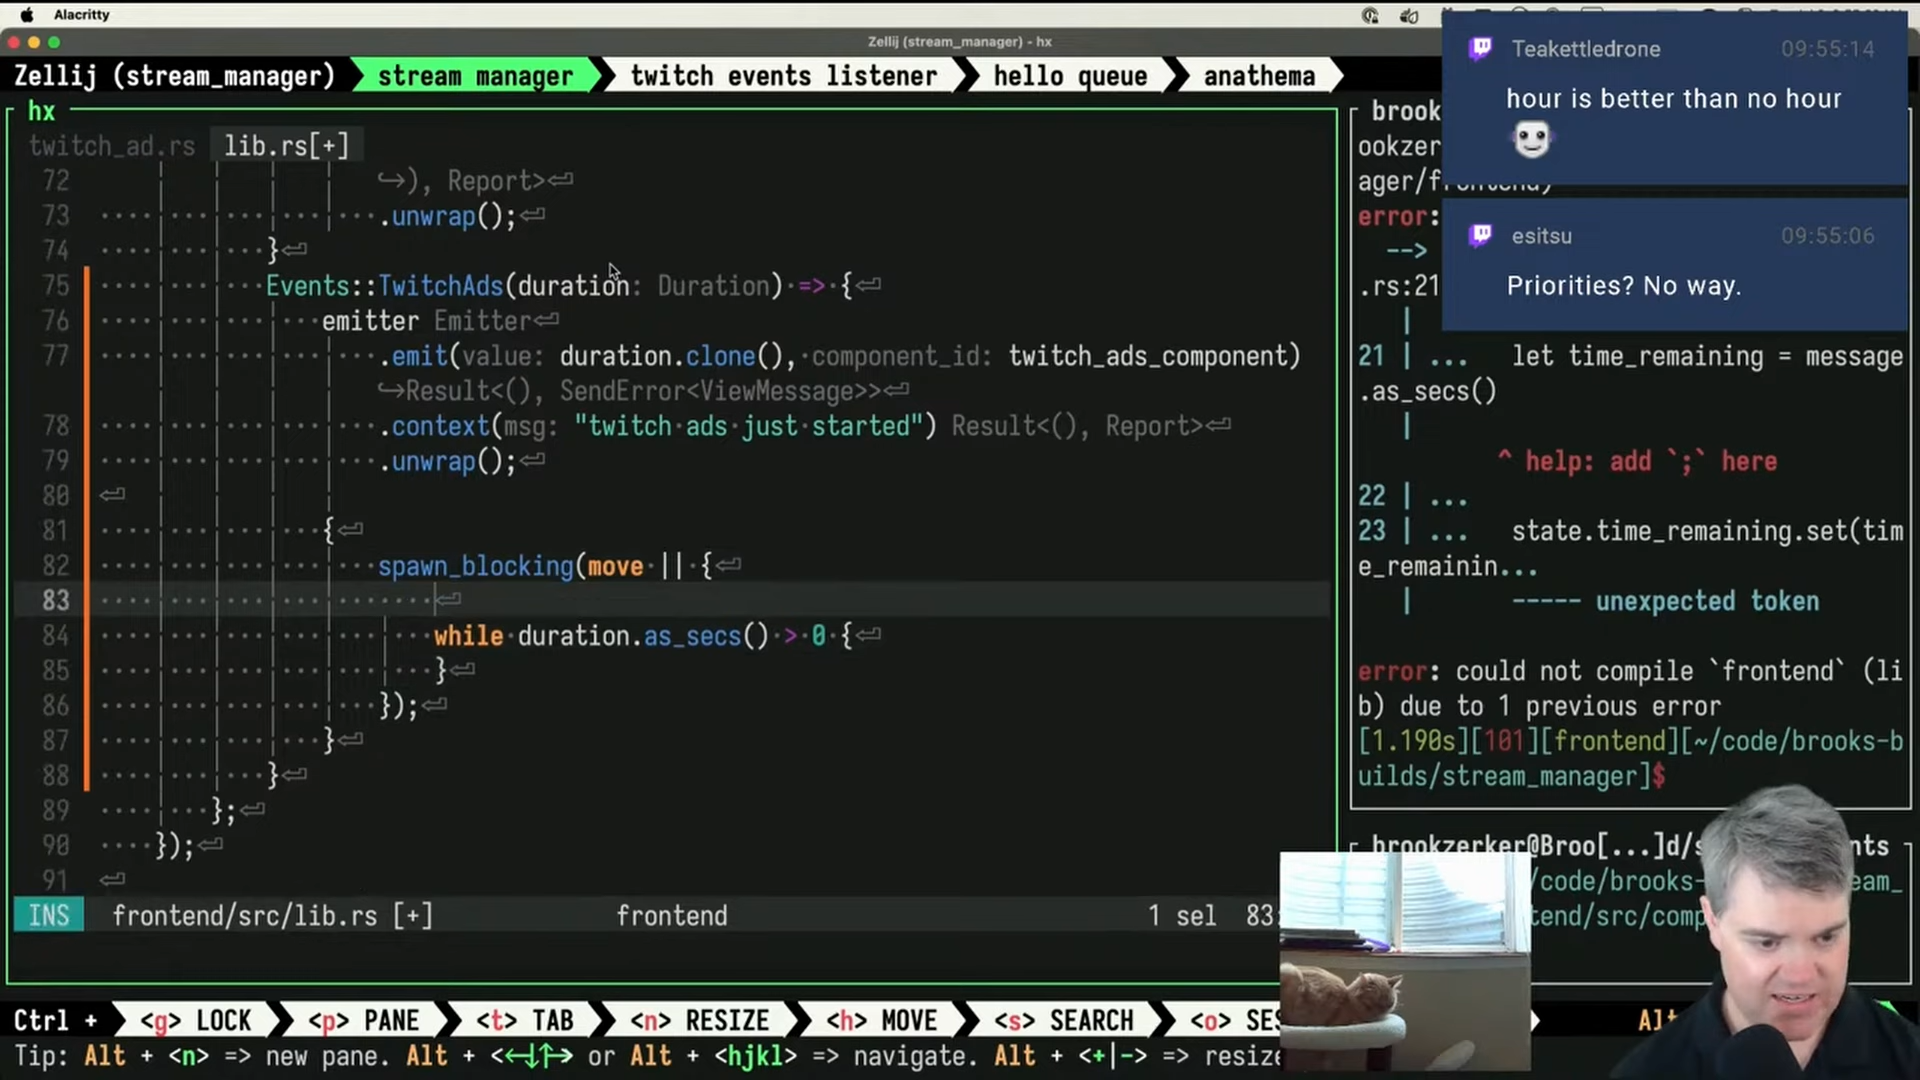 Alacritty
Zellij (stream_manager) - hx
Zellij (stream_manager) stream manager twitch events listener hello queue anathema
hx
twitch_ad.rs lib.rs[+]
72 ↪), Report>⏎
73 .unwrap();⏎
74 }⏎
75 Events::TwitchAds(duration: Duration) => {⏎
76 emitter Emitter⏎
77 .emit(value: duration.clone(), component_id: twitch_ads_component)
↪Result<(), SendError<ViewMessage>>⏎
78 .context(msg: "twitch·ads·just·started") Result<(), Report>⏎
79 .unwrap();⏎
80 ⏎
81 {⏎
82 spawn_blocking(move || {⏎
83 ⏎
84 while duration.as_secs() > 0 {⏎
85 }⏎
86 });⏎
87 }⏎
88 }⏎
89 };⏎
90 });⏎
91 ⏎
INS frontend/src/lib.rs [+] frontend 1 sel 83:
brook
ookzer
ager/frontend)
error:
-->
.rs:21
|
21 | ... let time_remaining = message
.as_secs()
|
^ help: add `;` here
22 | ...
23 | ... state.time_remaining.set(tim
e_remainin...
| ----- unexpected token
error: could not compile `frontend` (li
b) due to 1 previous error
[1.190s][101][frontend][~/code/brooks-b
uilds/stream_manager]$
brookzerker@Broo[...]d/s nts
/code/brooks- eam_
tend/src/comp
Teakettledrone 09:55:14
hour is better than no hour
esitsu 09:55:06
Priorities? No way.
Ctrl + <g> LOCK <p> PANE <t> TAB <n> RESIZE <h> MOVE <s> SEARCH <o> SES Alt
Tip: Alt + <n> => new pane. Alt + <←↓↑→> or Alt + <hjkl> => navigate. Alt + <+|-> => resize